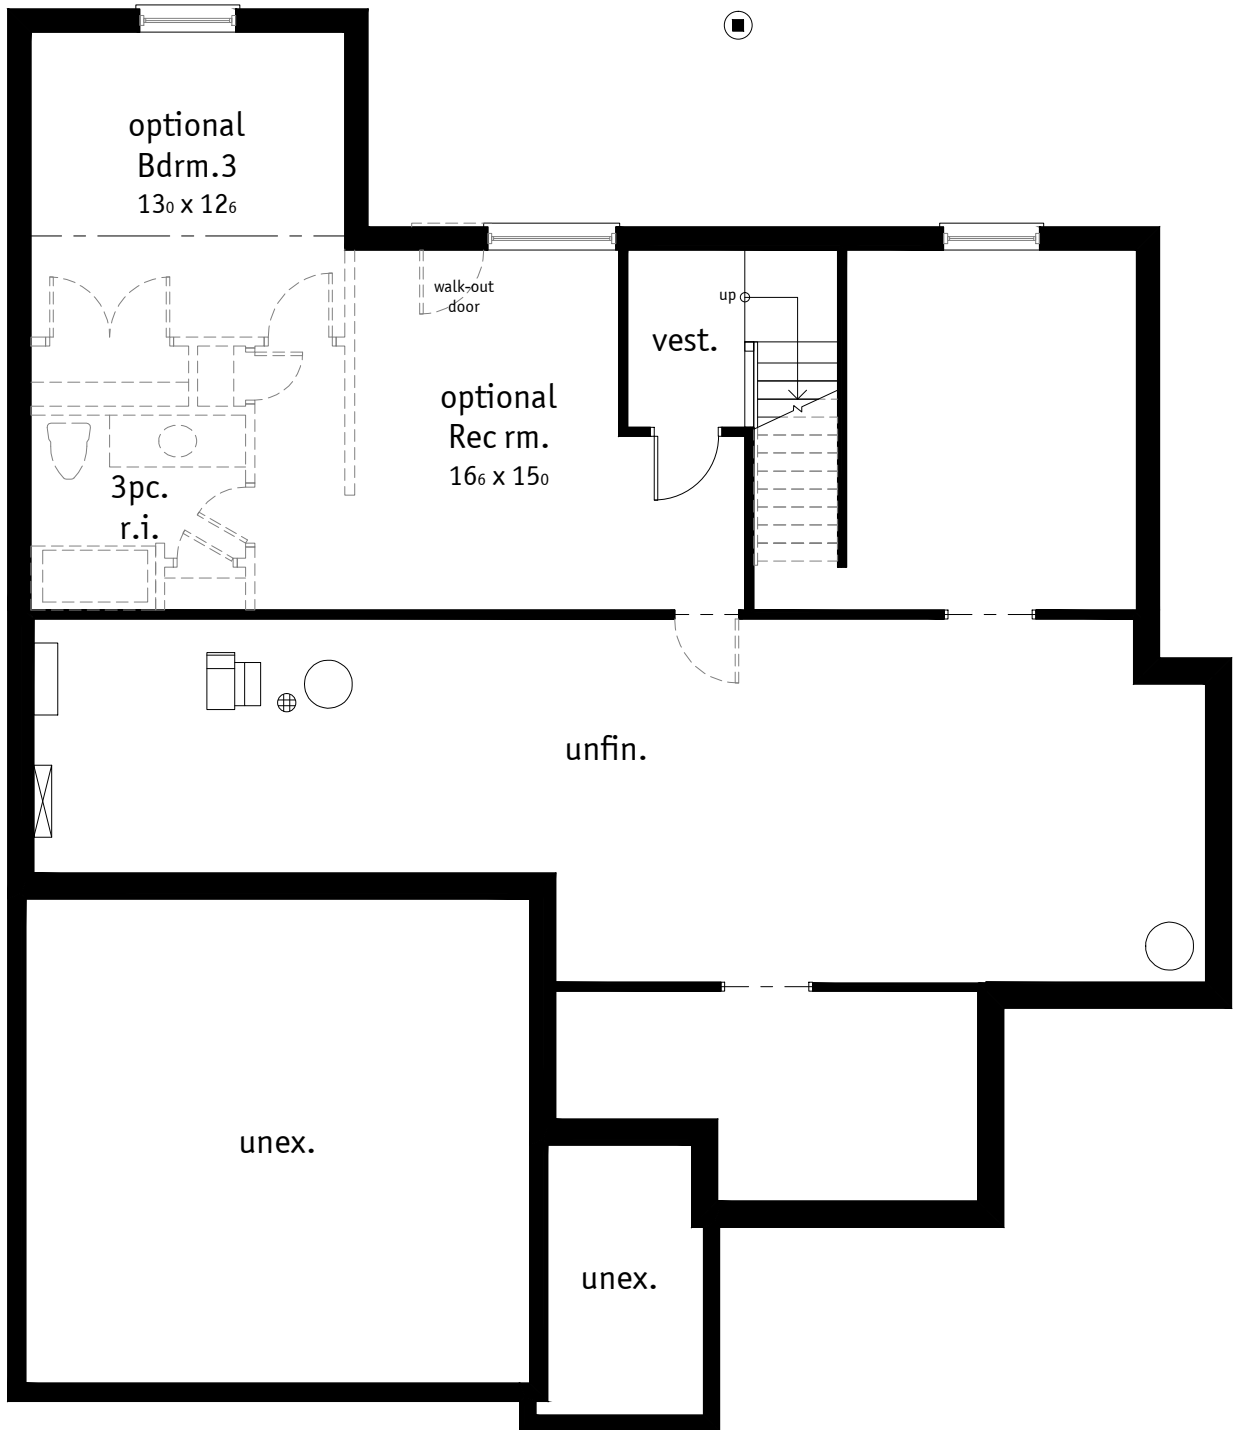 optional
Bdrm.3
13₀ x 12₆
walk-out
door
up
vest.
optional
Rec rm.
16₆ x 15₀
3pc.
r.i.
unfin.
unex.
unex.